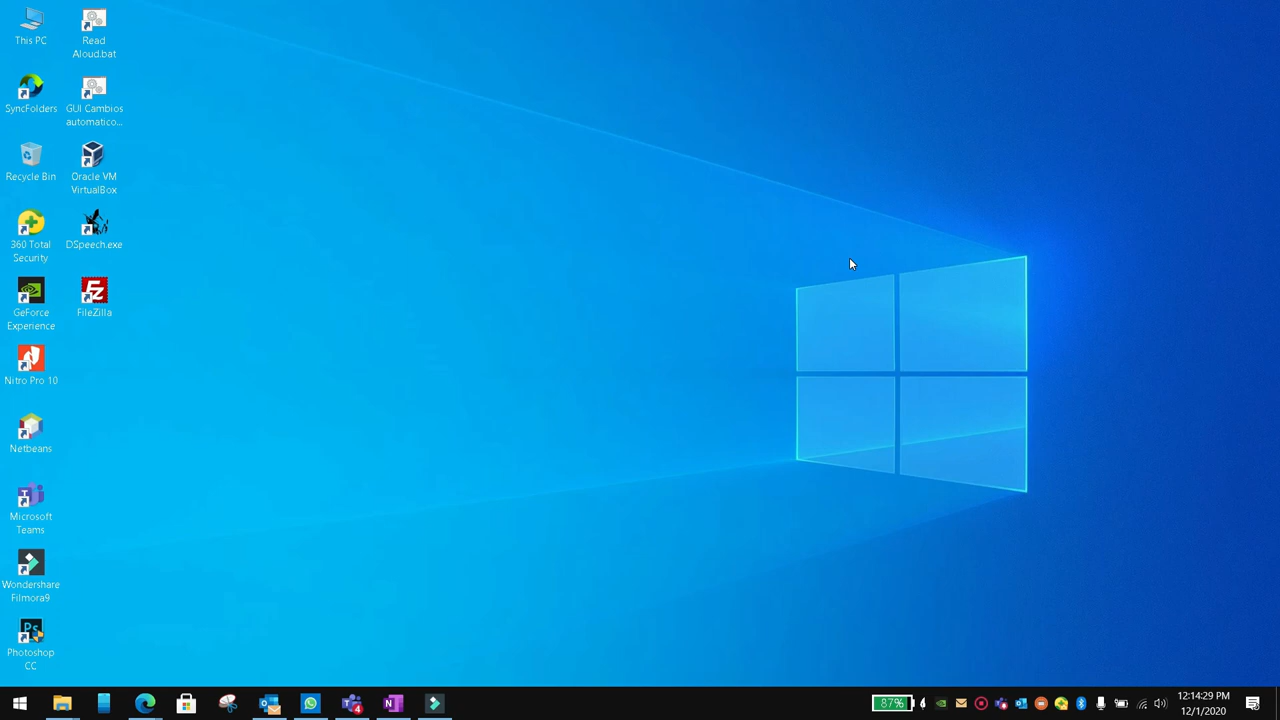 This PC
Read
Aloud.bat
SyncFolders
GUI Cambios
automatico...
Recycle Bin
Oracle VM
VirtualBox
360 Total
Security
DSpeech.exe
GeForce
Experience
FileZilla
Nitro Pro 10
Netbeans
Microsoft
Teams
Wondershare
Filmora9
Ps
Photoshop
CC
4
N
87%
12:14:29 PM
12/1/2020